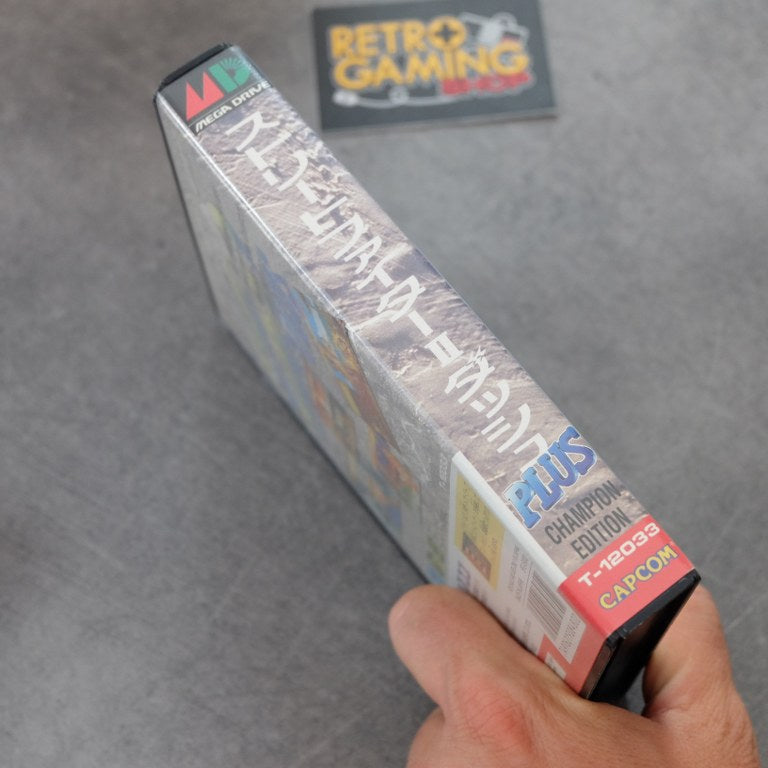 RETRO
GAMING
SHOP
MEGA DRIVE
ストリートファイターIIダッシュ
PLUS
CHAMPION
EDITION
T-12033
CAPCOM